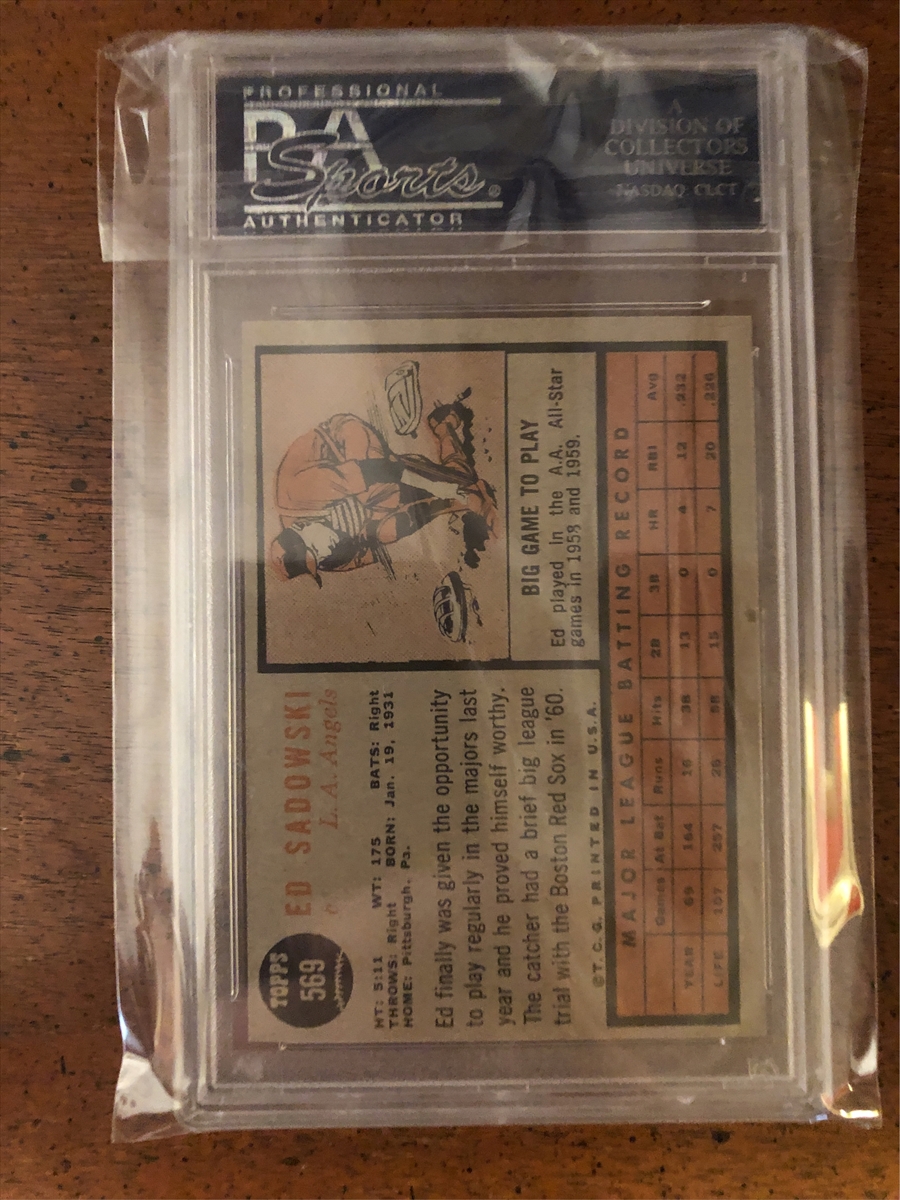 PROFESSIONAL
PSA
Sports®
AUTHENTICATOR
A
DIVISION OF
COLLECTORS
UNIVERSE
NASDAQ CLCT
TOPPS
569
ED SADOWSKI
c L. A. Angels
HT: 5:11 WT: 175 BATS: Right
THROWS: Right BORN: Jan. 19, 1931
HOME: Pittsburgh, Pa.
Ed finally was given the opportunity
to play regularly in the majors last
year and he proved himself worthy.
The catcher had a brief big league
trial with the Boston Red Sox in '60.
©T. C. G. PRINTED IN U. S. A.
BIG GAME TO PLAY
Ed played in the A.A. All-star
games in 1958 and 1959.
MAJOR LEAGUE BATTING RECORD
Games At Bat Runs Hits 2B 3B HR RBI Avg
YEAR 69 164 16 38 13 0 4 12 .232
LIFE 107 257 25 58 15 0 7 20 .226